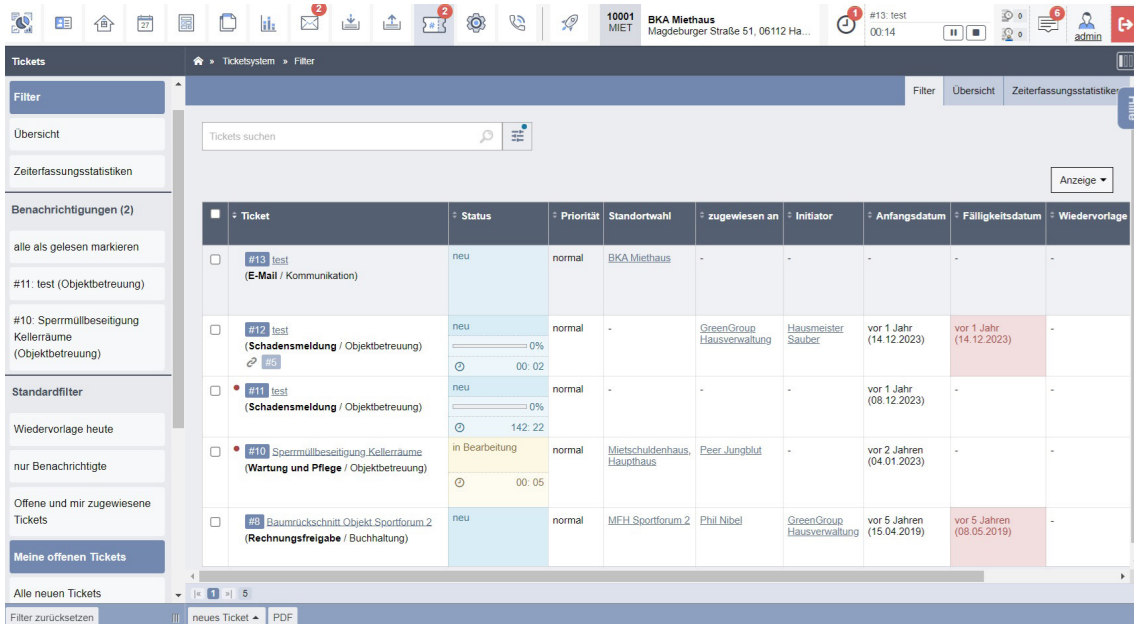 2
2
10001
MIET
BKA Miethaus
Magdeburger Straße 51, 06112 Ha...
1
#13: test
00:14
0
0
6
admin
27
Tickets
» Ticketsystem » Filter
Filter
Übersicht
Zeiterfassungsstatistiken
Benachrichtigungen (2)
alle als gelesen markieren
#11: test (Objektbetreuung)
#10: Sperrmüllbeseitigung
Kellerräume
(Objektbetreuung)
Standardfilter
Wiedervorlage heute
nur Benachrichtigte
Offene und mir zugewiesene
Tickets
Meine offenen Tickets
Alle neuen Tickets
Filter zurücksetzen
Filter
Übersicht
Zeiterfassungsstatistiken
Hilfe
Tickets suchen
Anzeige
Ticket Status Priorität Standortwahl zugewiesen an Initiator Anfangsdatum Fälligkeitsdatum Wiedervorlage
#13 test neu normal BKA Miethaus - - - - -
(E-Mail / Kommunikation)
#12 test neu normal - GreenGroup Hausmeister vor 1 Jahr vor 1 Jahr -
(Schadensmeldung / Objektbetreuung) 0% Hausverwaltung Sauber (14.12.2023) (14.12.2023)
#5 00: 02
#11 test neu normal - - - vor 1 Jahr - -
(Schadensmeldung / Objektbetreuung) 0% (08.12.2023)
142: 22
#10 Sperrmüllbeseitigung Kellerräume in Bearbeitung normal Mietschuldenhaus, Peer Jungblut - vor 2 Jahren - -
(Wartung und Pflege / Objektbetreuung) Haupthaus (04.01.2023)
00: 05
#8 Baumrückschnitt Objekt Sportforum 2 neu normal MFH Sportforum 2 Phil Nibel GreenGroup vor 5 Jahren vor 5 Jahren -
(Rechnungsfreigabe / Buchhaltung) Hausverwaltung (15.04.2019) (08.05.2019)
1 5
neues Ticket PDF